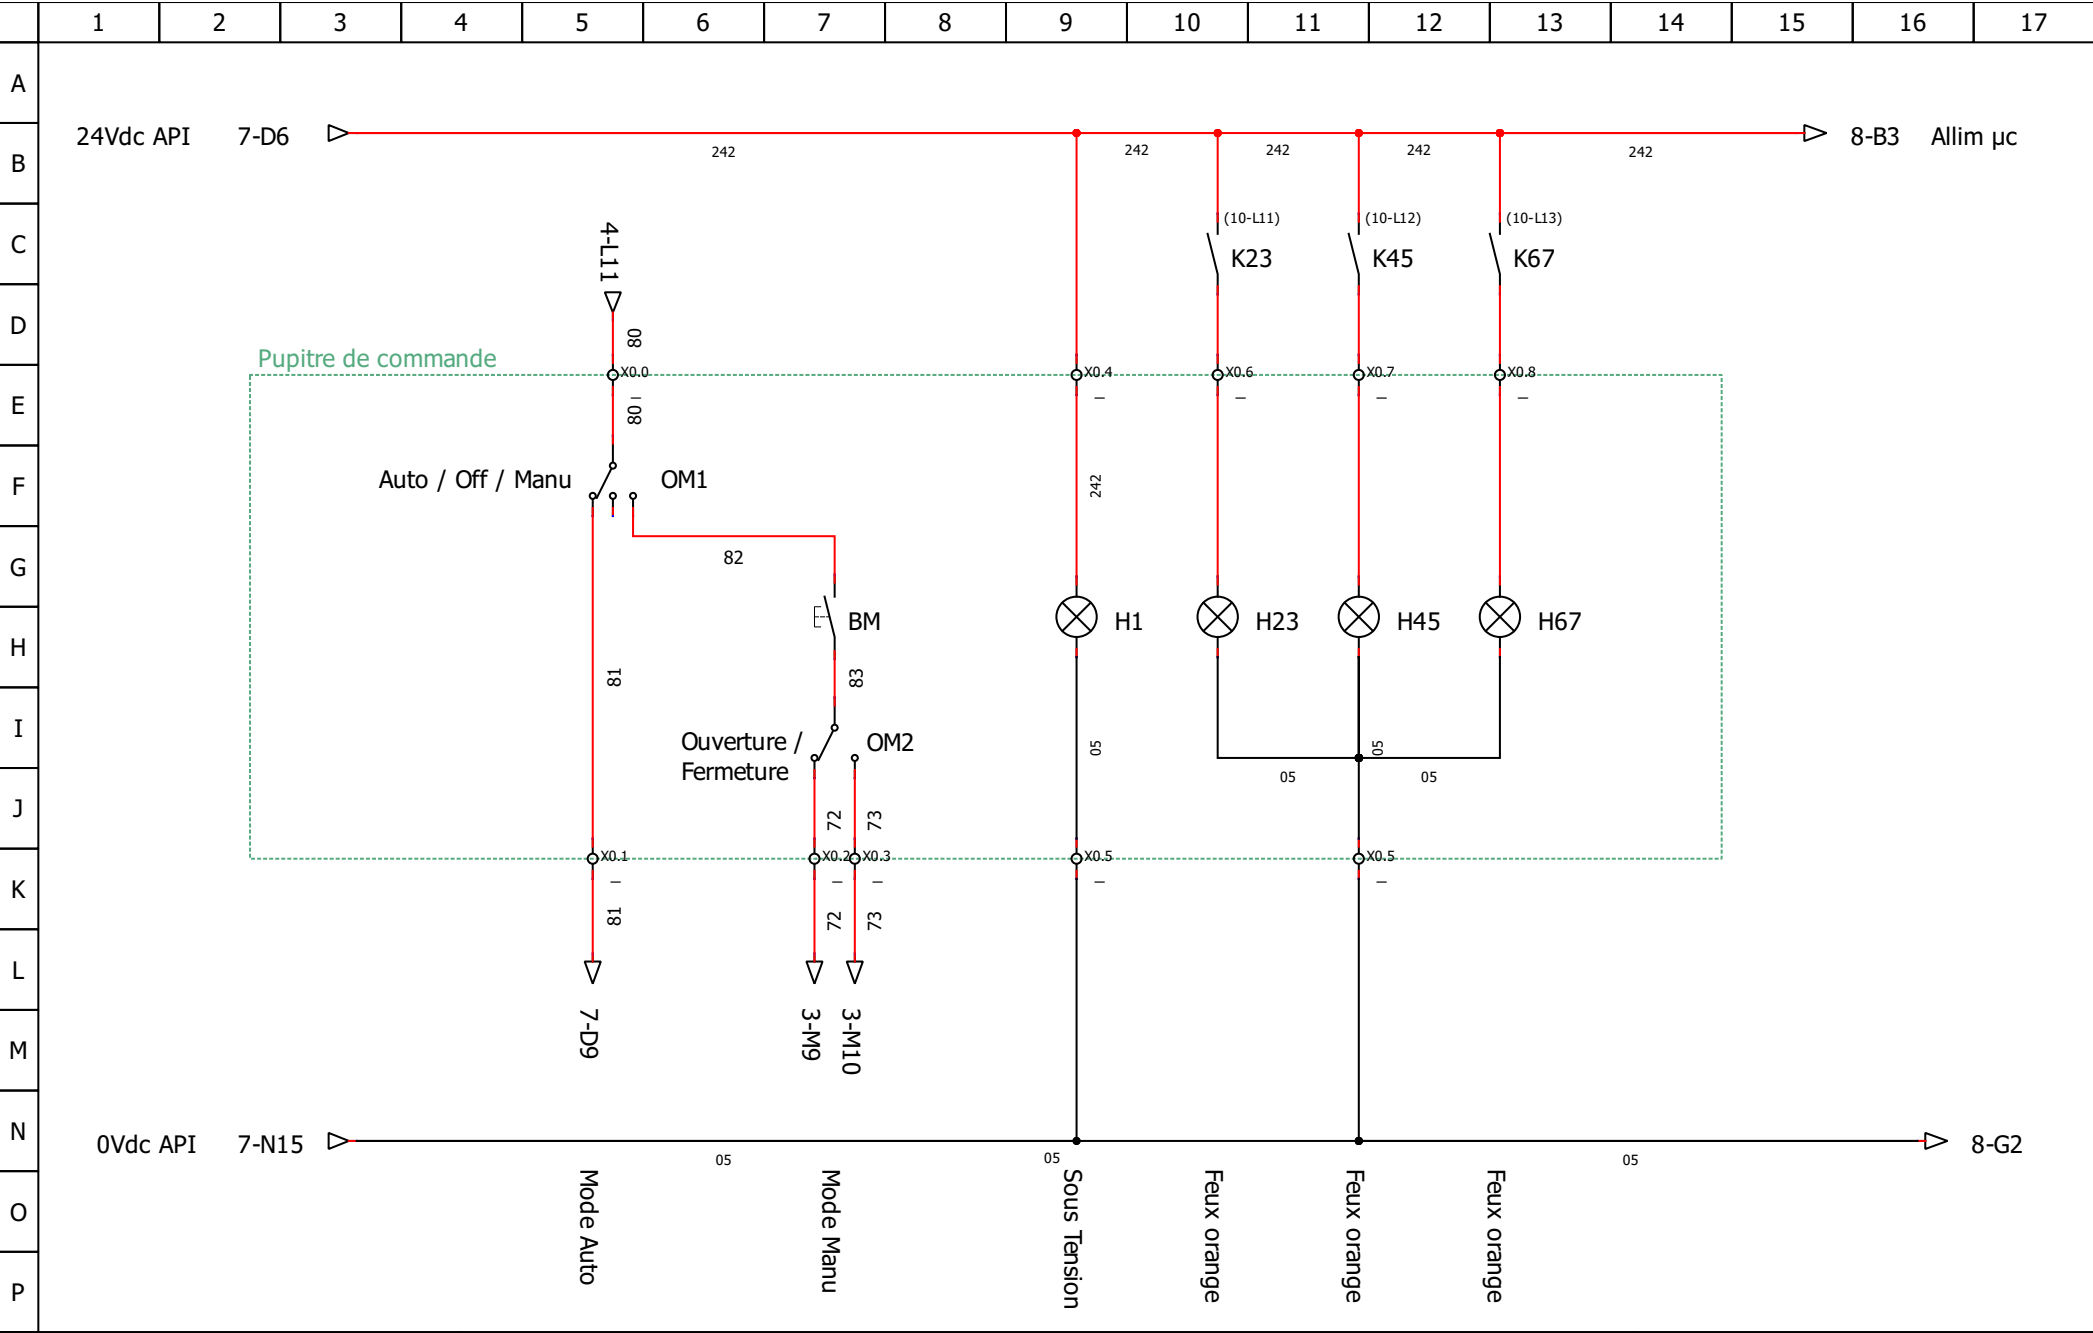 1 2 3 4 5 6 7 8 9 10 11 12 13 14 15 16 17
A
24Vdc API 7-D6 8-B3 Allim µc
B
242 242 242 242 242
C
4-L11 (10-L11) (10-L12) (10-L13)
K23 K45 K67
D
80
Pupitre de commande
X0.0 X0.4 X0.6 X0.7 X0.8
E
80
F
Auto / Off / Manu OM1
242
G
82
H
BM H1 H23 H45 H67
81 83
I
Ouverture / OM2
Fermeture
05 05
05 05
J
72 73
X0.1 X0.2 X0.3 X0.5 X0.5
K
81 72 73
L
M
7-D9 3-M9 3-M10
N
0Vdc API 7-N15 8-G2
05 05 05
O
Mode Auto
Mode Manu
Sous Tension
Feux orange
Feux orange
Feux orange
P